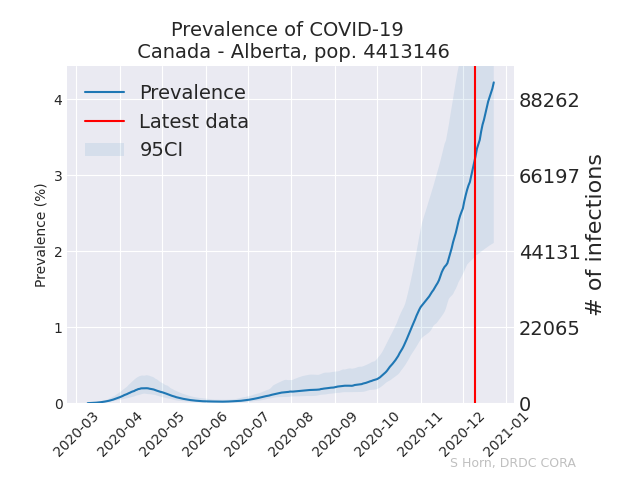 Prevalence of COVID-19
Canada - Alberta, pop. 4413146
Prevalence
Latest data
95CI
Prevalence (%)
4
3
2
1
0
88262
66197
44131
22065
0
# of infections
2020-03
2020-04
2020-05
2020-06
2020-07
2020-08
2020-09
2020-10
2020-11
2020-12
2021-01
S Horn, DRDC CORA